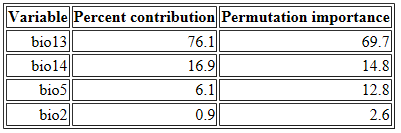 Variable Percent contribution Permutation importance
bio13 76.1 69.7
bio14 16.9 14.8
bio5 6.1 12.8
bio2 0.9 2.6